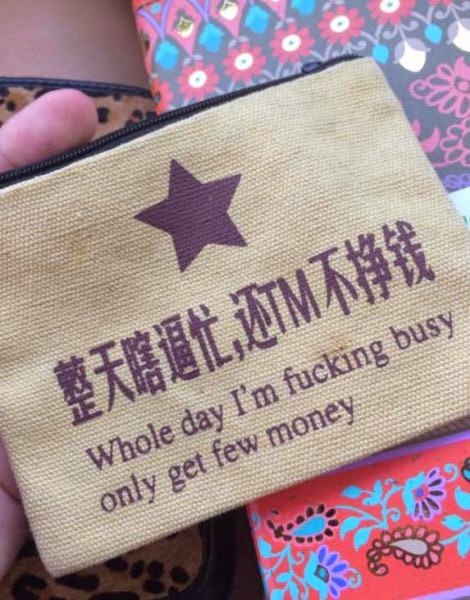 整天瞎逼忙,还TM不挣钱
Whole day I'm fucking busy
only get few money